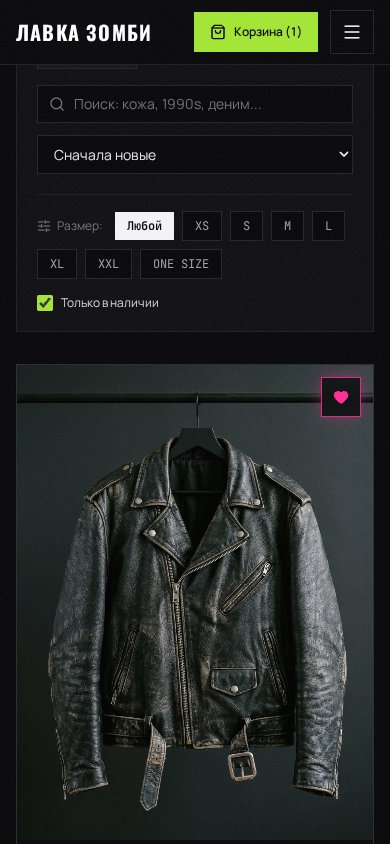 ЛАВКА ЗОМБИ
Корзина (1)
Поиск: кожа, 1990s, деним...
Сначала новые
Размер: Любой XS S M L
XL XXL ONE SIZE
Только в наличии